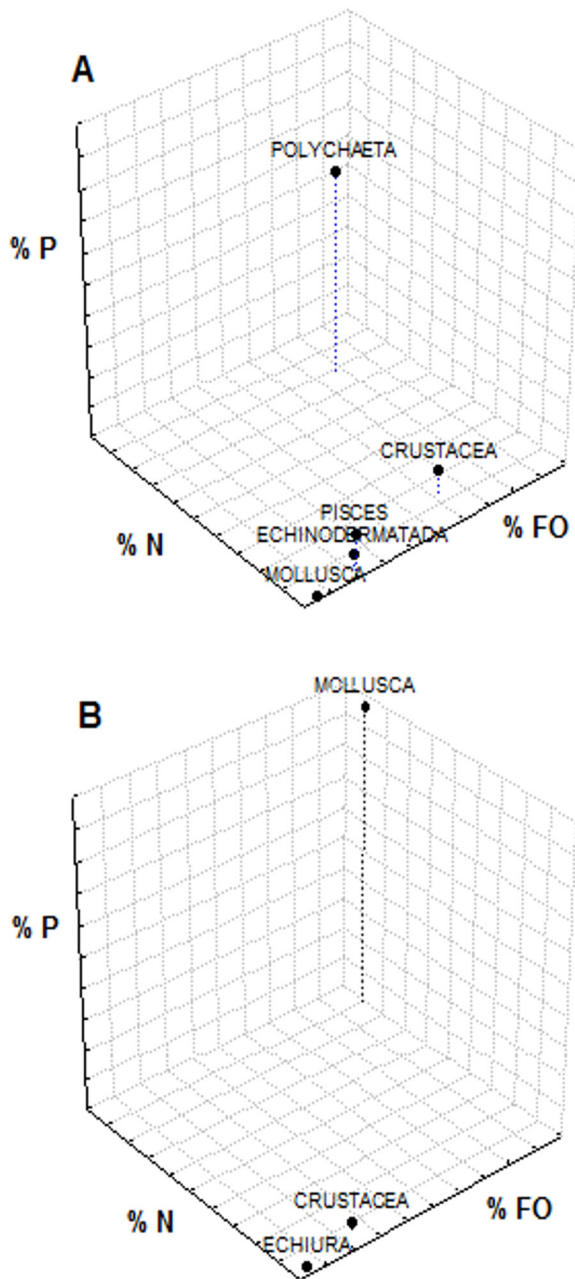 A
POLYCHAETA
% P
CRUSTACEA
PISCES
% FO
ECHINODERMATADA
% N
MOLLUSCA
MOLLUSCA
B
% P
CRUSTACEA
% FO
% N
ECHIURA